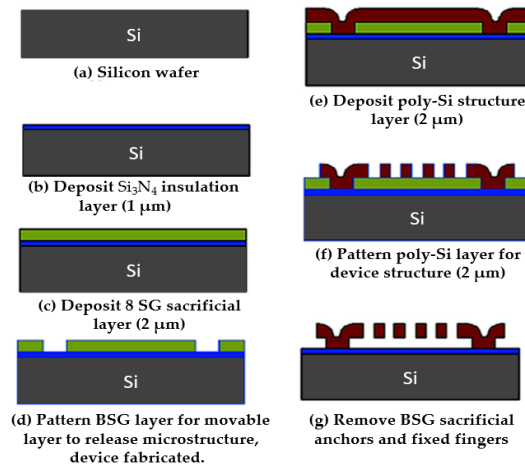 Si
(a) Silicon wafer
Si
(b) Deposit Si₃N₄ insulation
layer (1 μm)
Si
(c) Deposit 8 SG sacrificial
layer (2 μm)
Si
(d) Pattern BSG layer for movable
layer to release microstructure,
device fabricated.
Si
(e) Deposit poly-Si structure
layer (2 μm)
Si
(f) Pattern poly-Si layer for
device structure (2 μm)
Si
(g) Remove BSG sacrificial
anchors and fixed fingers